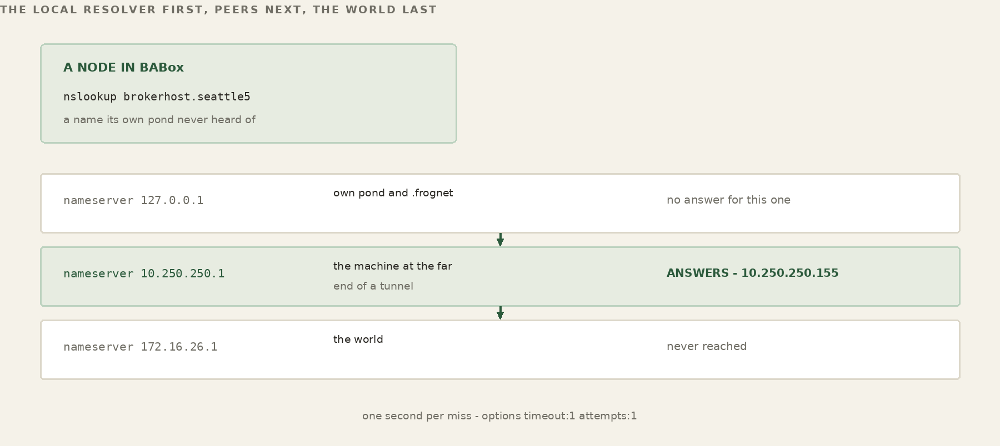 THE LOCAL RESOLVER FIRST, PEERS NEXT, THE WORLD LAST
A NODE IN BABox
nslookup brokerhost.seattle5
a name its own pond never heard of
nameserver 127.0.0.1
own pond and .frognet
no answer for this one
nameserver 10.250.250.1
the machine at the far
end of a tunnel
ANSWERS - 10.250.250.155
nameserver 172.16.26.1
the world
never reached
one second per miss - options timeout:1 attempts:1